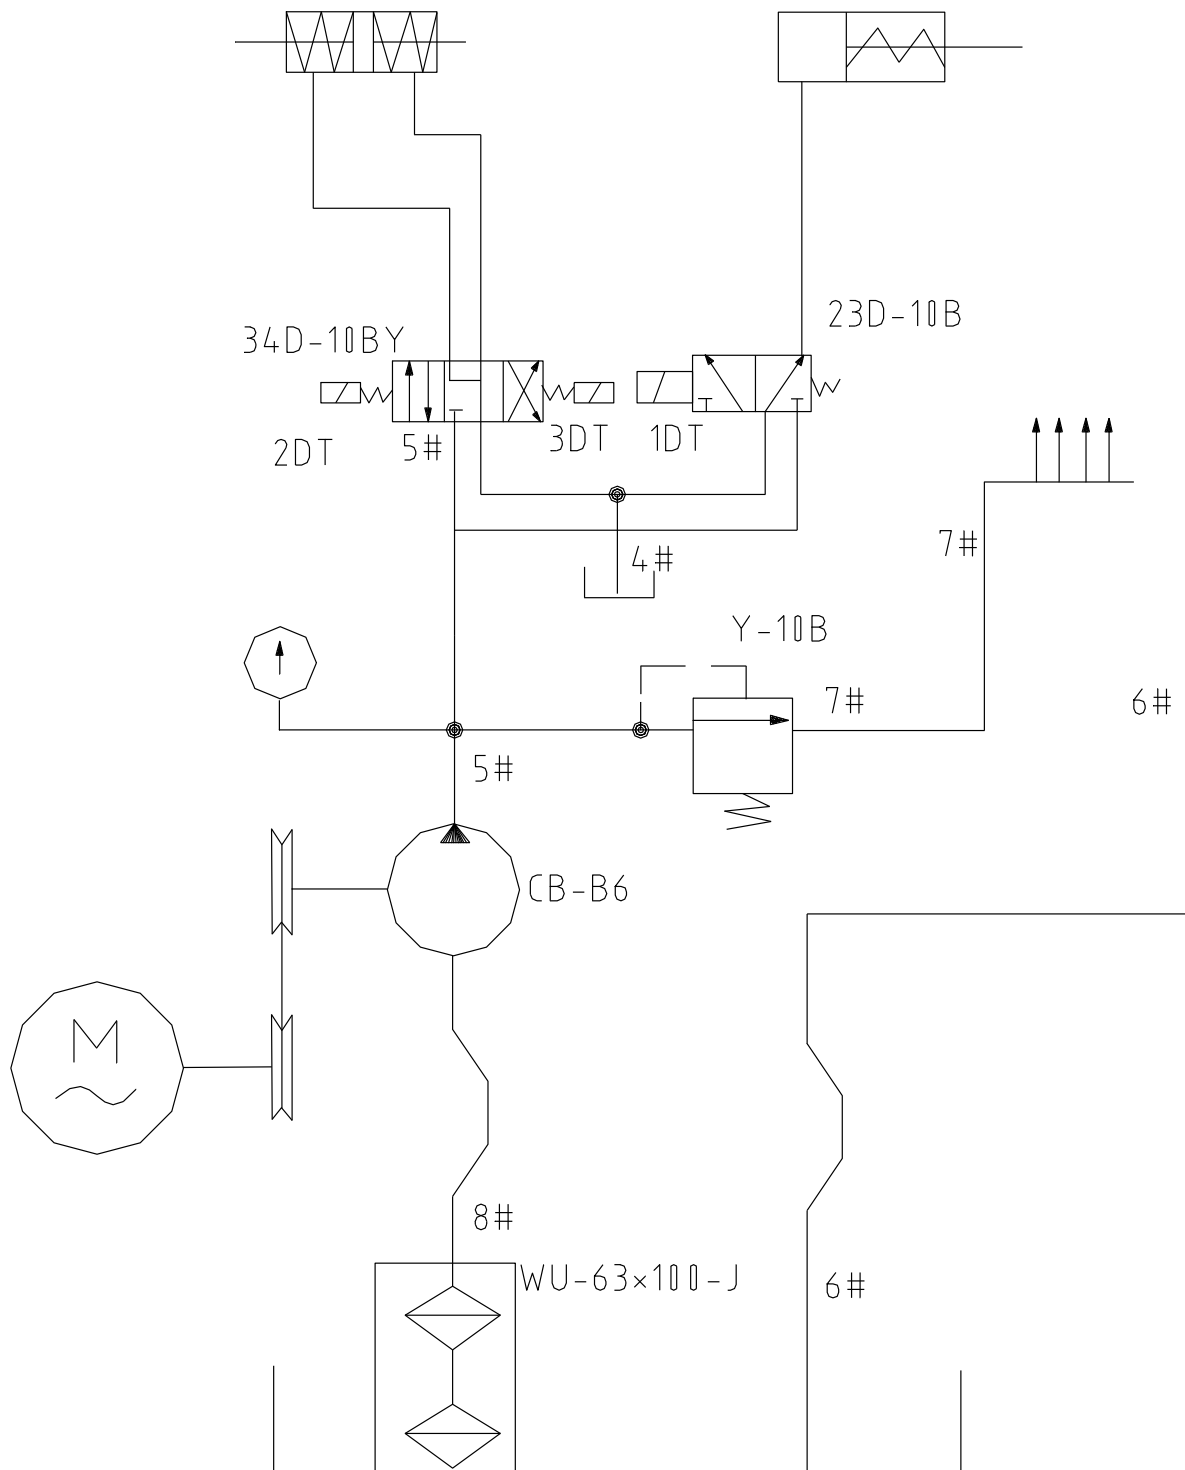 23D-10B
34D-10BY
2DT
5#
3DT
1DT
7#
4#
Y-10B
7#
6#
5#
CB-B6
M
8#
WU-63×100-J
6#